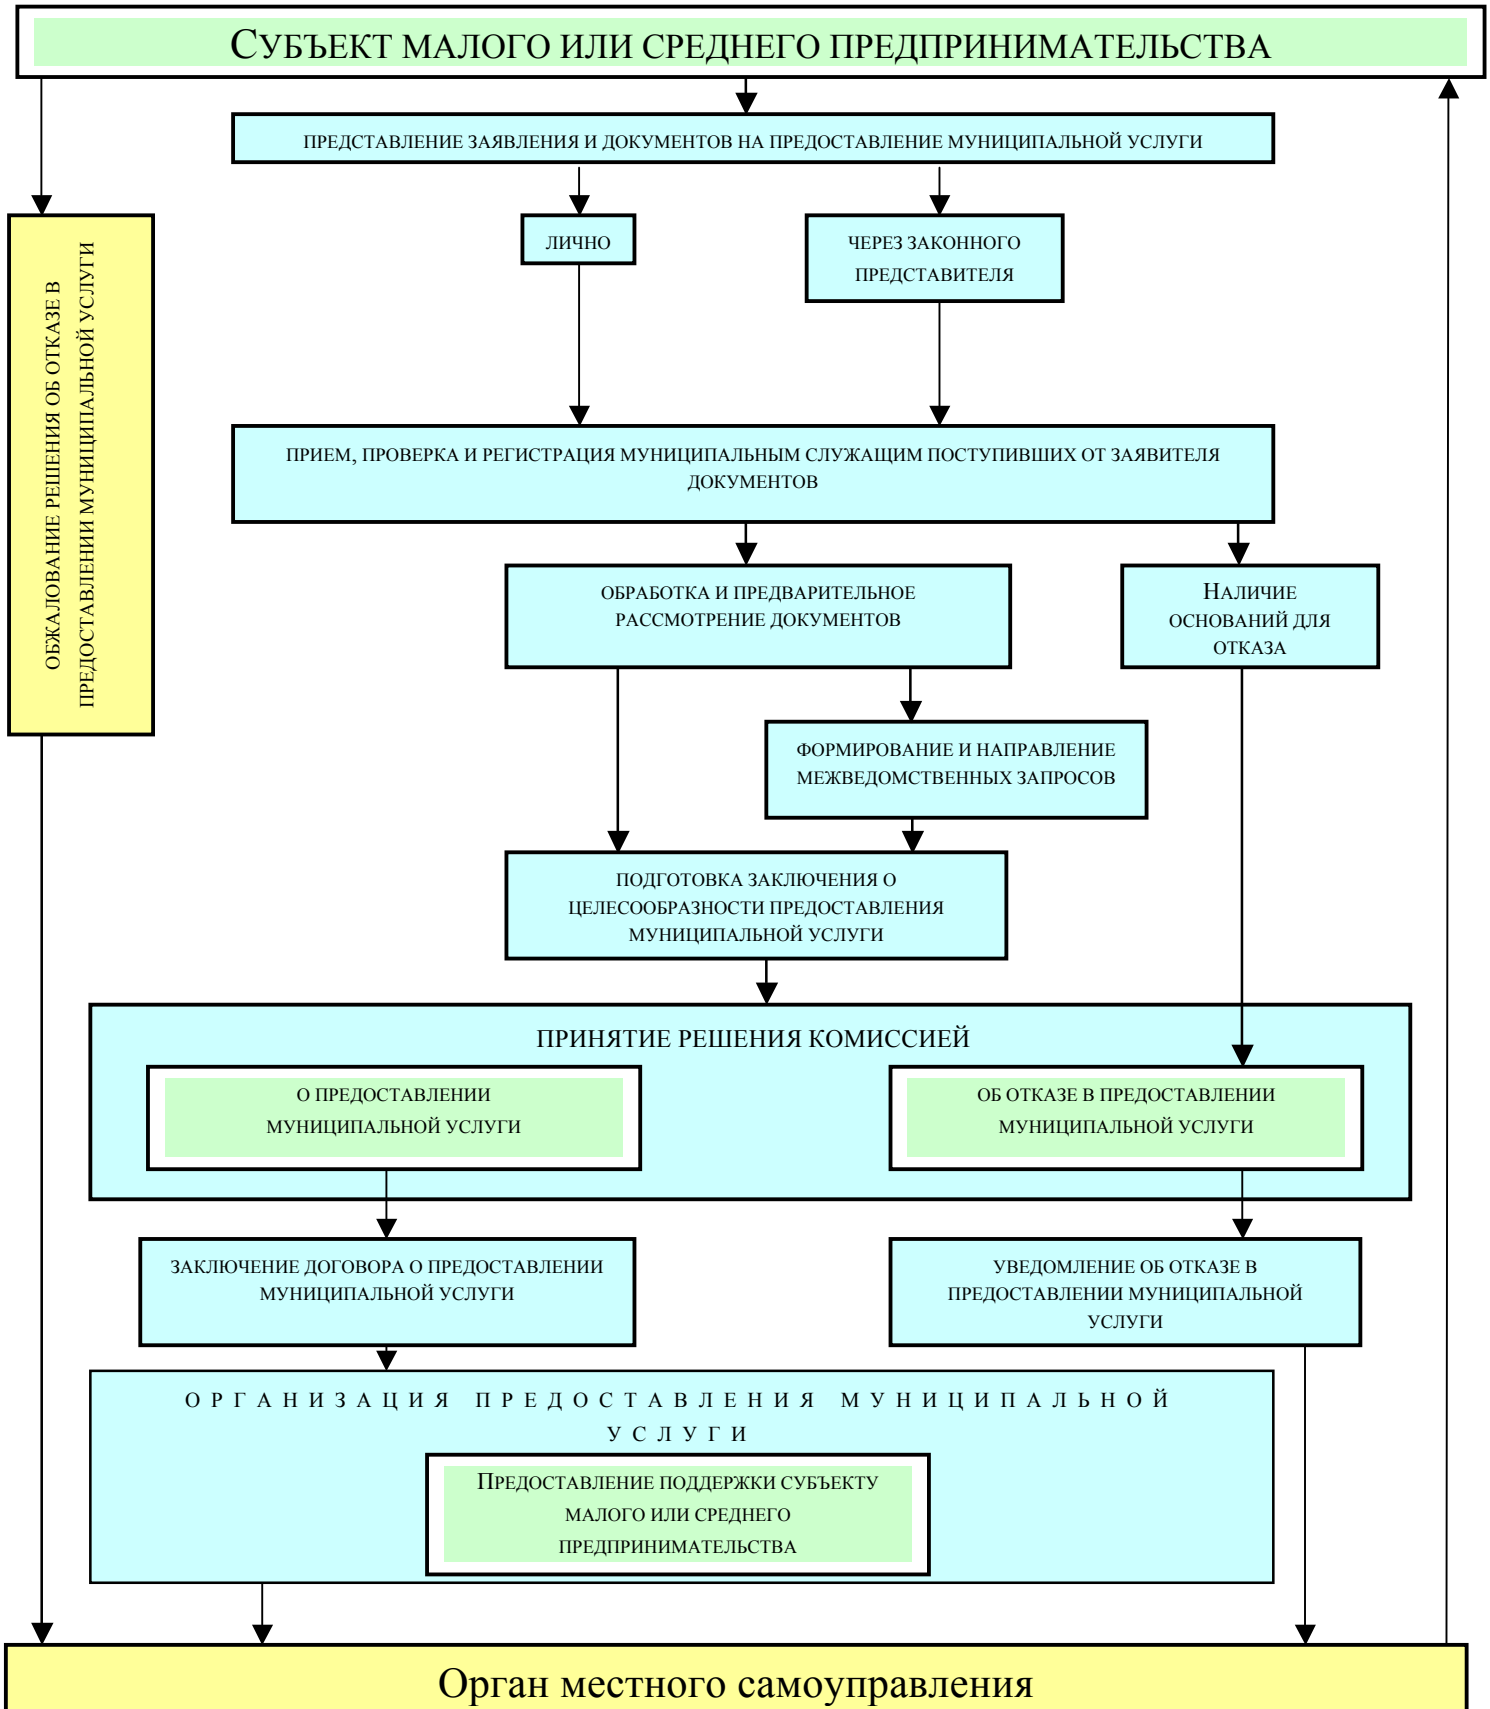 СУБЪЕКТ МАЛОГО ИЛИ СРЕДНЕГО ПРЕДПРИНИМАТЕЛЬСТВА
ПРЕДСТАВЛЕНИЕ ЗАЯВЛЕНИЯ И ДОКУМЕНТОВ НА ПРЕДОСТАВЛЕНИЕ МУНИЦИПАЛЬНОЙ УСЛУГИ
ЛИЧНО
ЧЕРЕЗ ЗАКОННОГО
ПРЕДСТАВИТЕЛЯ
ОБЖАЛОВАНИЕ РЕШЕНИЯ ОБ ОТКАЗЕ В
ПРЕДОСТАВЛЕНИИ МУНИЦИПАЛЬНОЙ УСЛУГИ
ПРИЕМ, ПРОВЕРКА И РЕГИСТРАЦИЯ МУНИЦИПАЛЬНЫМ СЛУЖАЩИМ ПОСТУПИВШИХ ОТ ЗАЯВИТЕЛЯ
ДОКУМЕНТОВ
ОБРАБОТКА И ПРЕДВАРИТЕЛЬНОЕ
РАССМОТРЕНИЕ ДОКУМЕНТОВ
НАЛИЧИЕ
ОСНОВАНИЙ ДЛЯ
ОТКАЗА
ФОРМИРОВАНИЕ И НАПРАВЛЕНИЕ
МЕЖВЕДОМСТВЕННЫХ ЗАПРОСОВ
ПОДГОТОВКА ЗАКЛЮЧЕНИЯ О
ЦЕЛЕСООБРАЗНОСТИ ПРЕДОСТАВЛЕНИЯ
МУНИЦИПАЛЬНОЙ УСЛУГИ
ПРИНЯТИЕ РЕШЕНИЯ КОМИССИЕЙ
О ПРЕДОСТАВЛЕНИИ
МУНИЦИПАЛЬНОЙ УСЛУГИ
ОБ ОТКАЗЕ В ПРЕДОСТАВЛЕНИИ
МУНИЦИПАЛЬНОЙ УСЛУГИ
ЗАКЛЮЧЕНИЕ ДОГОВОРА О ПРЕДОСТАВЛЕНИИ
МУНИЦИПАЛЬНОЙ УСЛУГИ
УВЕДОМЛЕНИЕ ОБ ОТКАЗЕ В
ПРЕДОСТАВЛЕНИИ МУНИЦИПАЛЬНОЙ
УСЛУГИ
ОРГАНИЗАЦИЯ ПРЕДОСТАВЛЕНИЯ МУНИЦИПАЛЬНОЙ
УСЛУГИ
ПРЕДОСТАВЛЕНИЕ ПОДДЕРЖКИ СУБЪЕКТУ
МАЛОГО ИЛИ СРЕДНЕГО
ПРЕДПРИНИМАТЕЛЬСТВА
Орган местного самоуправления